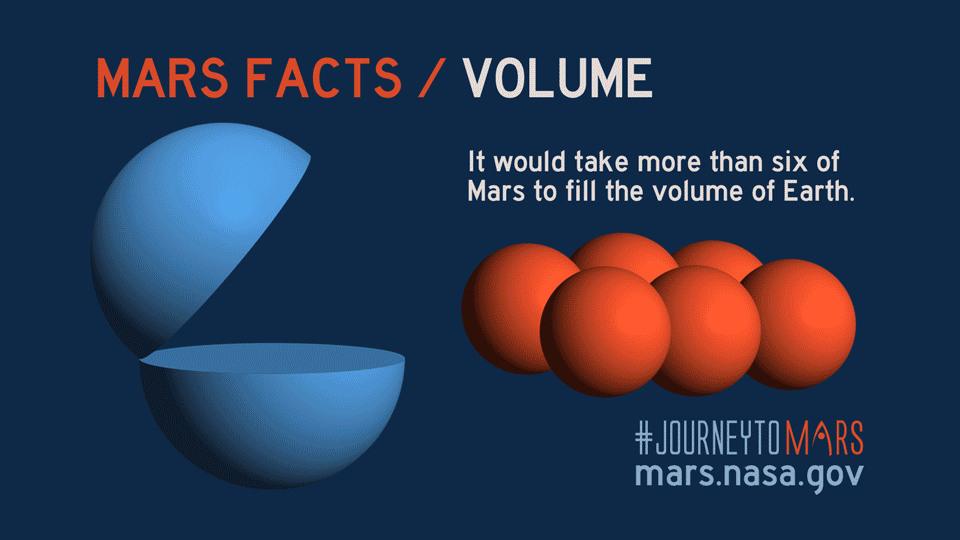 MARS FACTS / VOLUME
It would take more than six of
Mars to fill the volume of Earth.
#JOURNEYTOMARS
mars.nasa.gov